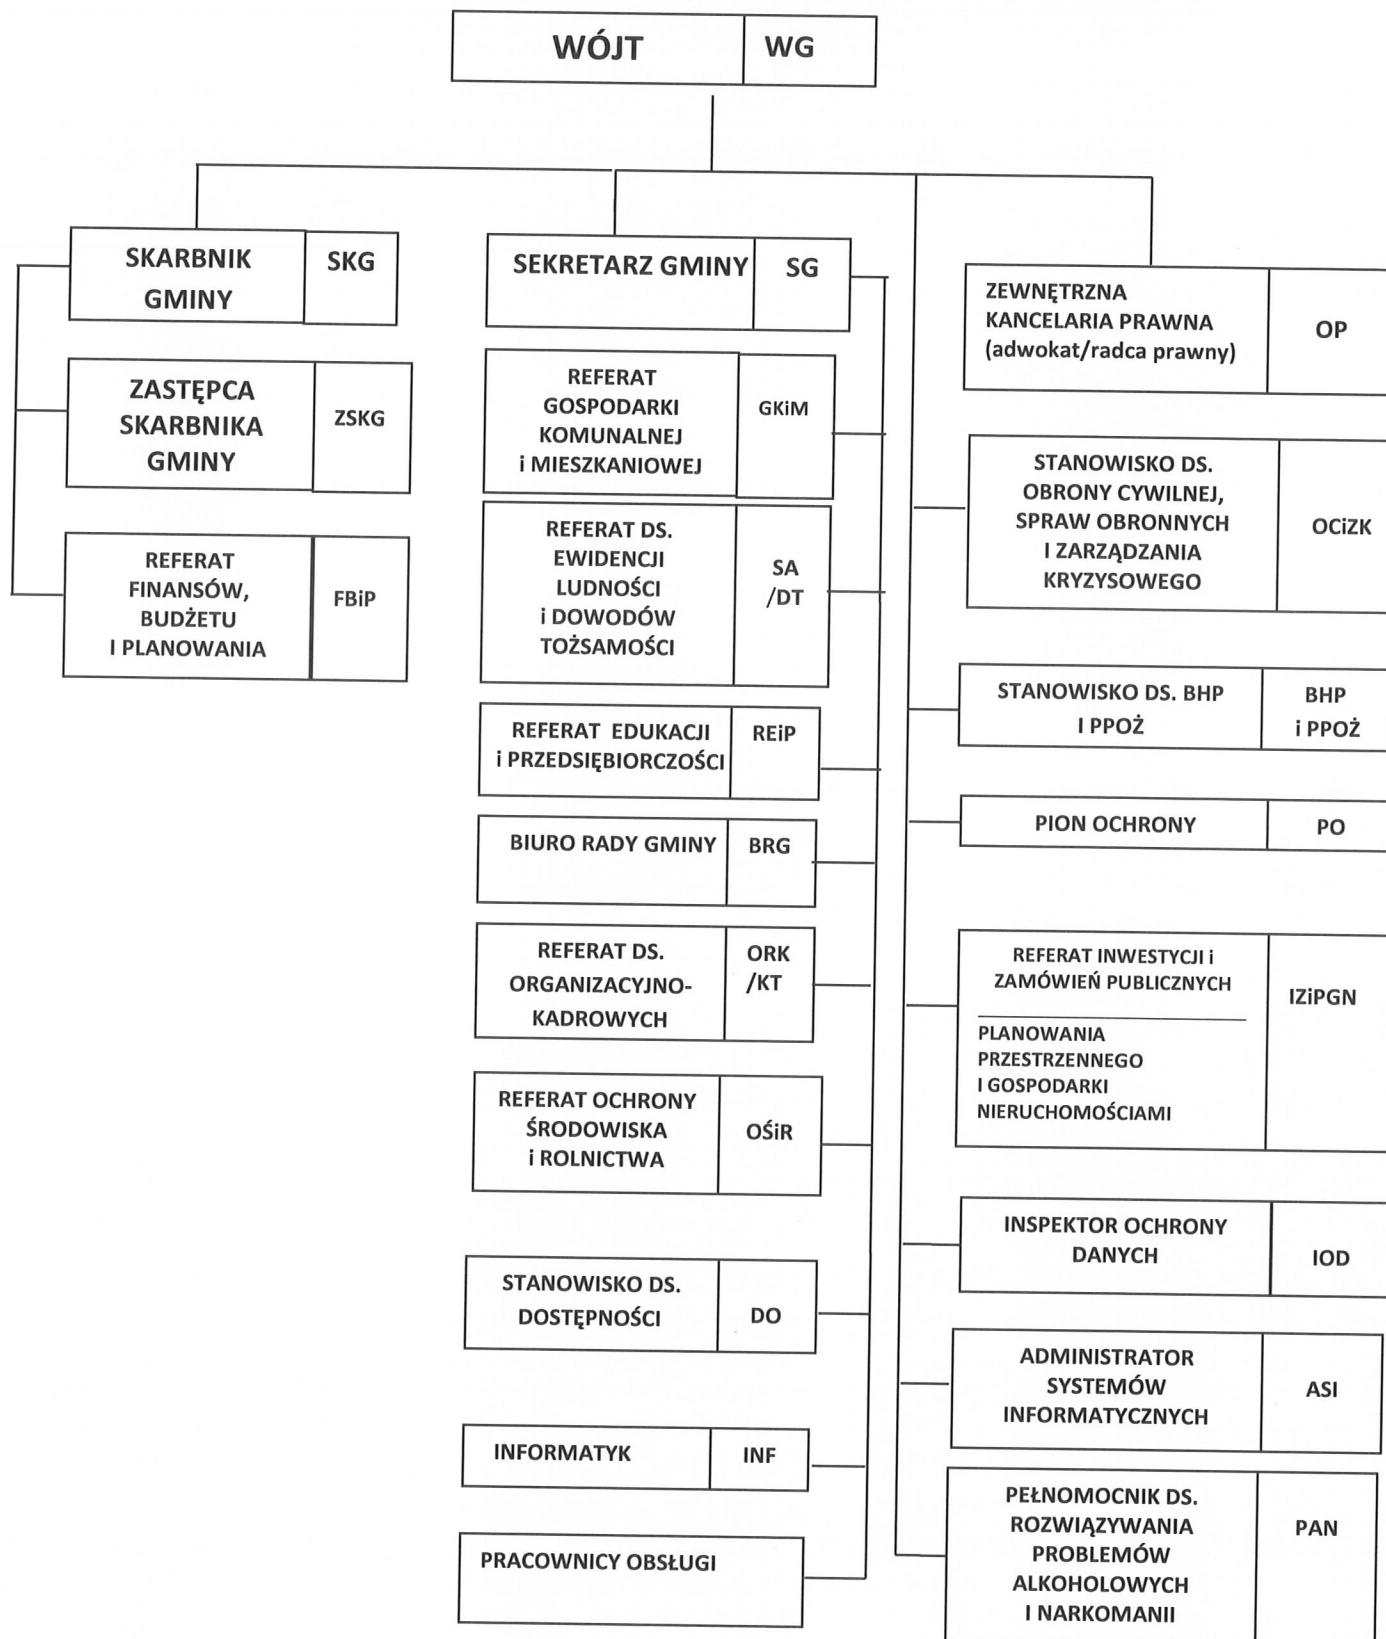 WÓJT
WG
SKARBNIK
GMINY
SKG
ZASTĘPCA
SKARBNIKA
GMINY
ZSKG
REFERAT
FINANSÓW,
BUDŻETU
I PLANOWANIA
FBiP
SEKRETARZ GMINY
SG
REFERAT
GOSPODARKI
KOMUNALNEJ
i MIESZKANIOWEJ
GKiM
REFERAT DS.
EWIDENCJI
LUDNOŚCI
i DOWODÓW
TOŻSAMOŚCI
SA
/DT
REFERAT EDUKACJI
i PRZEDSIĘBIORCZOŚCI
REiP
BIURO RADY GMINY
BRG
REFERAT DS.
ORGANIZACYJNO-
KADROWYCH
ORK
/KT
REFERAT OCHRONY
ŚRODOWISKA
i ROLNICTWA
OŚiR
STANOWISKO DS.
DOSTĘPNOŚCI
DO
INFORMATYK
INF
PRACOWNICY OBSŁUGI
ZEWNĘTRZNA
KANCELARIA PRAWNA
(adwokat/radca prawny)
OP
STANOWISKO DS.
OBRONY CYWILNEJ,
SPRAW OBRONNYCH
I ZARZĄDZANIA
KRYZYSOWEGO
OCiZK
STANOWISKO DS. BHP
I PPOŻ
BHP
i PPOŻ
PION OCHRONY
PO
REFERAT INWESTYCJI i
ZAMÓWIEŃ PUBLICZNYCH
PLANOWANIA
PRZESTRZENNEGO
I GOSPODARKI
NIERUCHOMOŚCIAMI
IZiPGN
INSPEKTOR OCHRONY
DANYCH
IOD
ADMINISTRATOR
SYSTEMÓW
INFORMATYCZNYCH
ASI
PEŁNOMOCNIK DS.
ROZWIĄZYWANIA
PROBLEMÓW
ALKOHOLOWYCH
I NARKOMANII
PAN